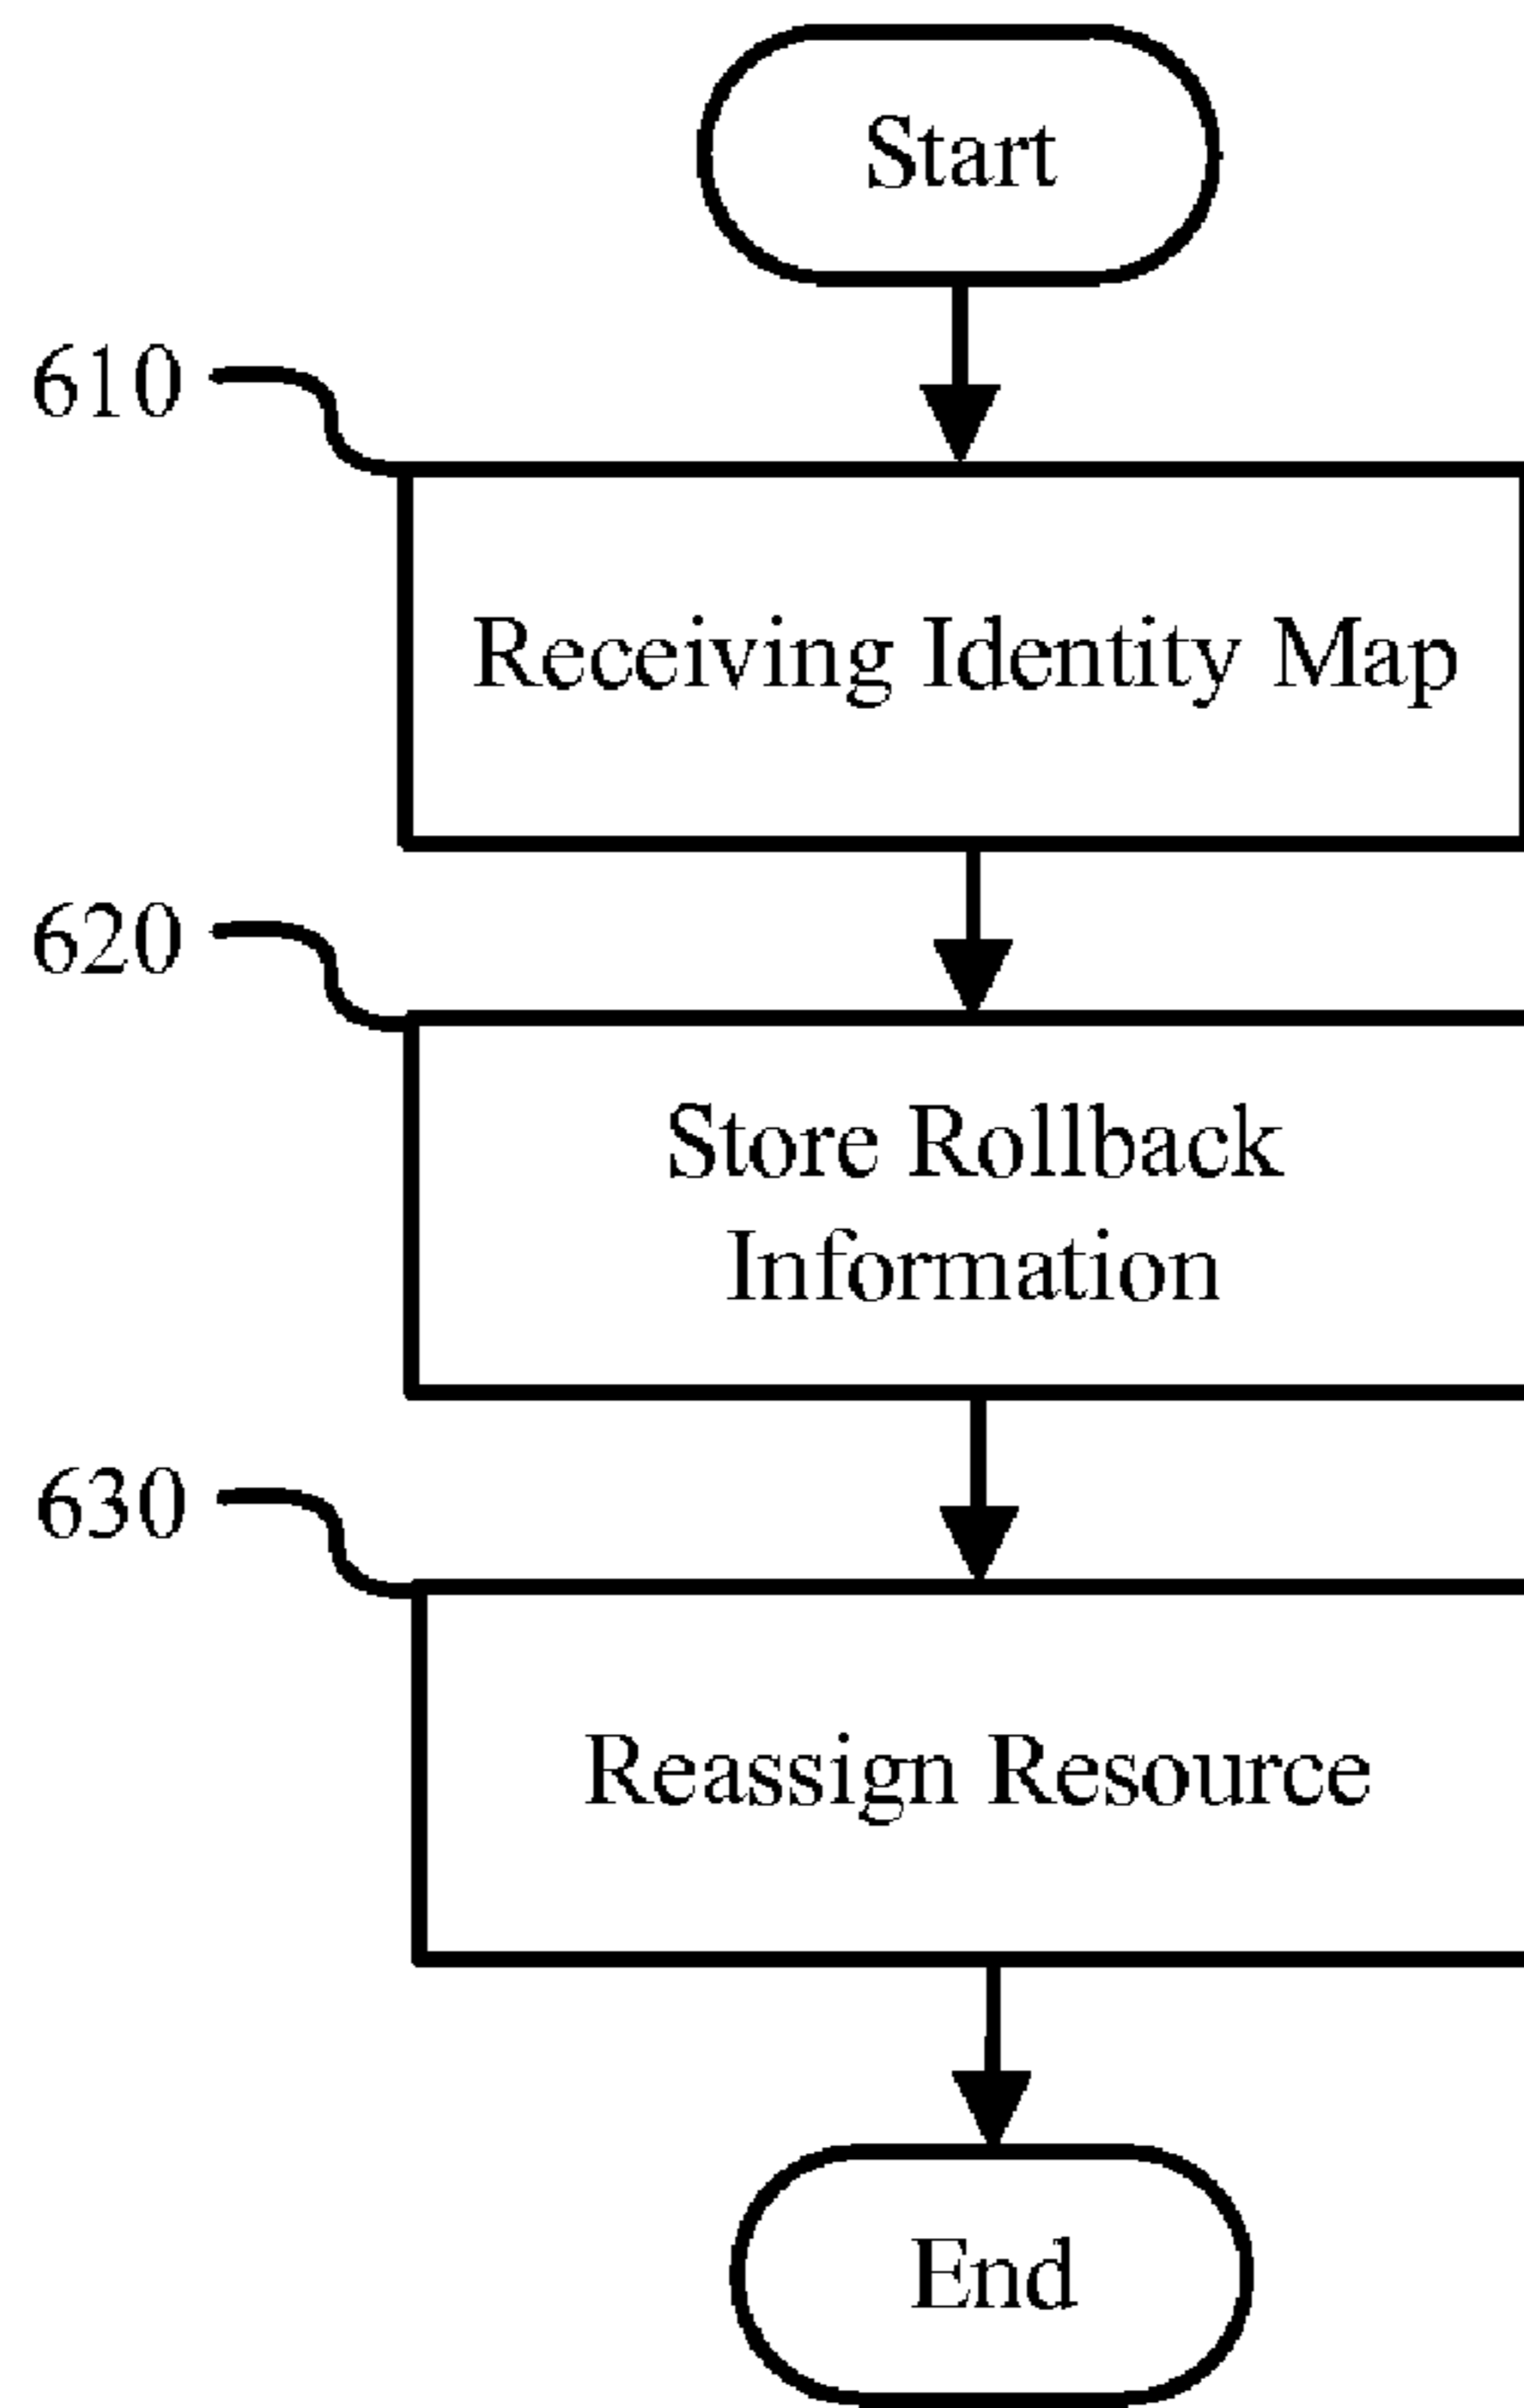 Start
610
Receiving Identity Map
620
Store Rollback
Information
630
Reassign Resource
End